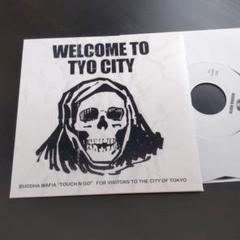 WELCOME TO
TYO CITY
BUDDHA MAFIA "TOUCH N GO" FOR VISITORS TO THE CITY OF TOKYO